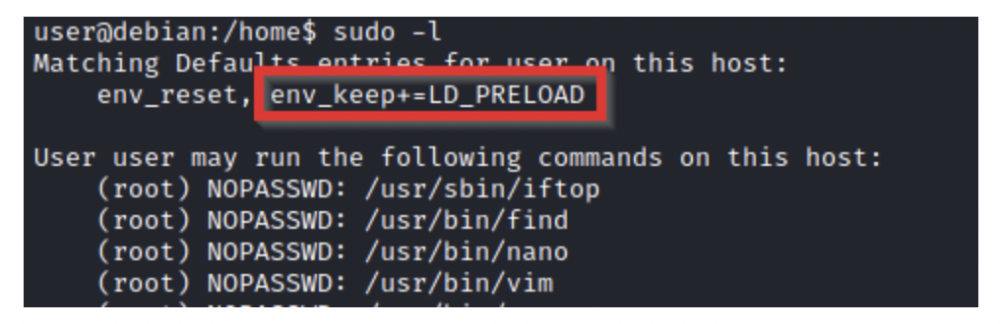 user@debian:/home$ sudo -l
Matching Defaults entries for user on this host:
env_reset, env_keep+=LD_PRELOAD
User user may run the following commands on this host:
(root) NOPASSWD: /usr/sbin/iftop
(root) NOPASSWD: /usr/bin/find
(root) NOPASSWD: /usr/bin/nano
(root) NOPASSWD: /usr/bin/vim